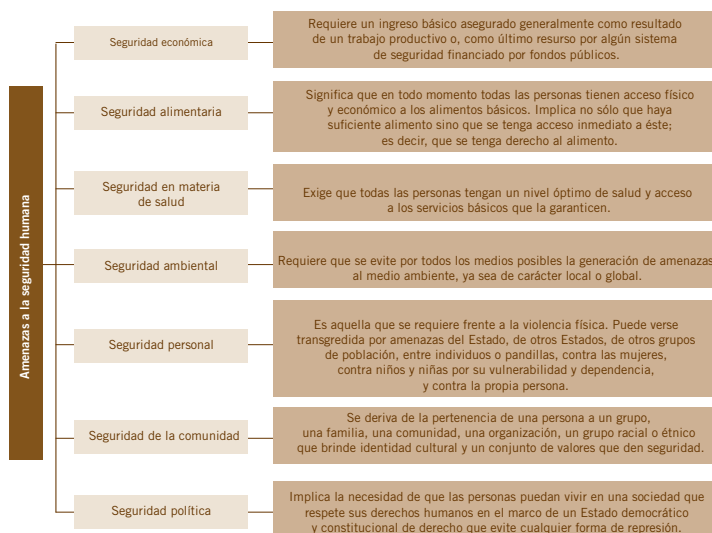 Amenazas a la seguridad humana
Seguridad económica
Requiere un ingreso básico asegurado generalmente como resultado
de un trabajo productivo o, como último resurso por algún sistema
de seguridad financiado por fondos públicos.
Seguridad alimentaria
Significa que en todo momento todas las personas tienen acceso físico
y económico a los alimentos básicos. Implica no sólo que haya
suficiente alimento sino que se tenga acceso inmediato a éste;
es decir, que se tenga derecho al alimento.
Seguridad en materia
de salud
Exige que todas las personas tengan un nivel óptimo de salud y acceso
a los servicios básicos que la garanticen.
Seguridad ambiental
Requiere que se evite por todos los medios posibles la generación de amenazas
al medio ambiente, ya sea de carácter local o global.
Seguridad personal
Es aquella que se requiere frente a la violencia física. Puede verse
transgredida por amenazas del Estado, de otros Estados, de otros grupos
de población, entre individuos o pandillas, contra las mujeres,
contra niños y niñas por su vulnerabilidad y dependencia,
y contra la propia persona.
Seguridad de la comunidad
Se deriva de la pertenencia de una persona a un grupo,
una familia, una comunidad, una organización, un grupo racial o étnico
que brinde identidad cultural y un conjunto de valores que den seguridad.
Seguridad política
Implica la necesidad de que las personas puedan vivir en una sociedad que
respete sus derechos humanos en el marco de un Estado democrático
y constitucional de derecho que evite cualquier forma de represión.